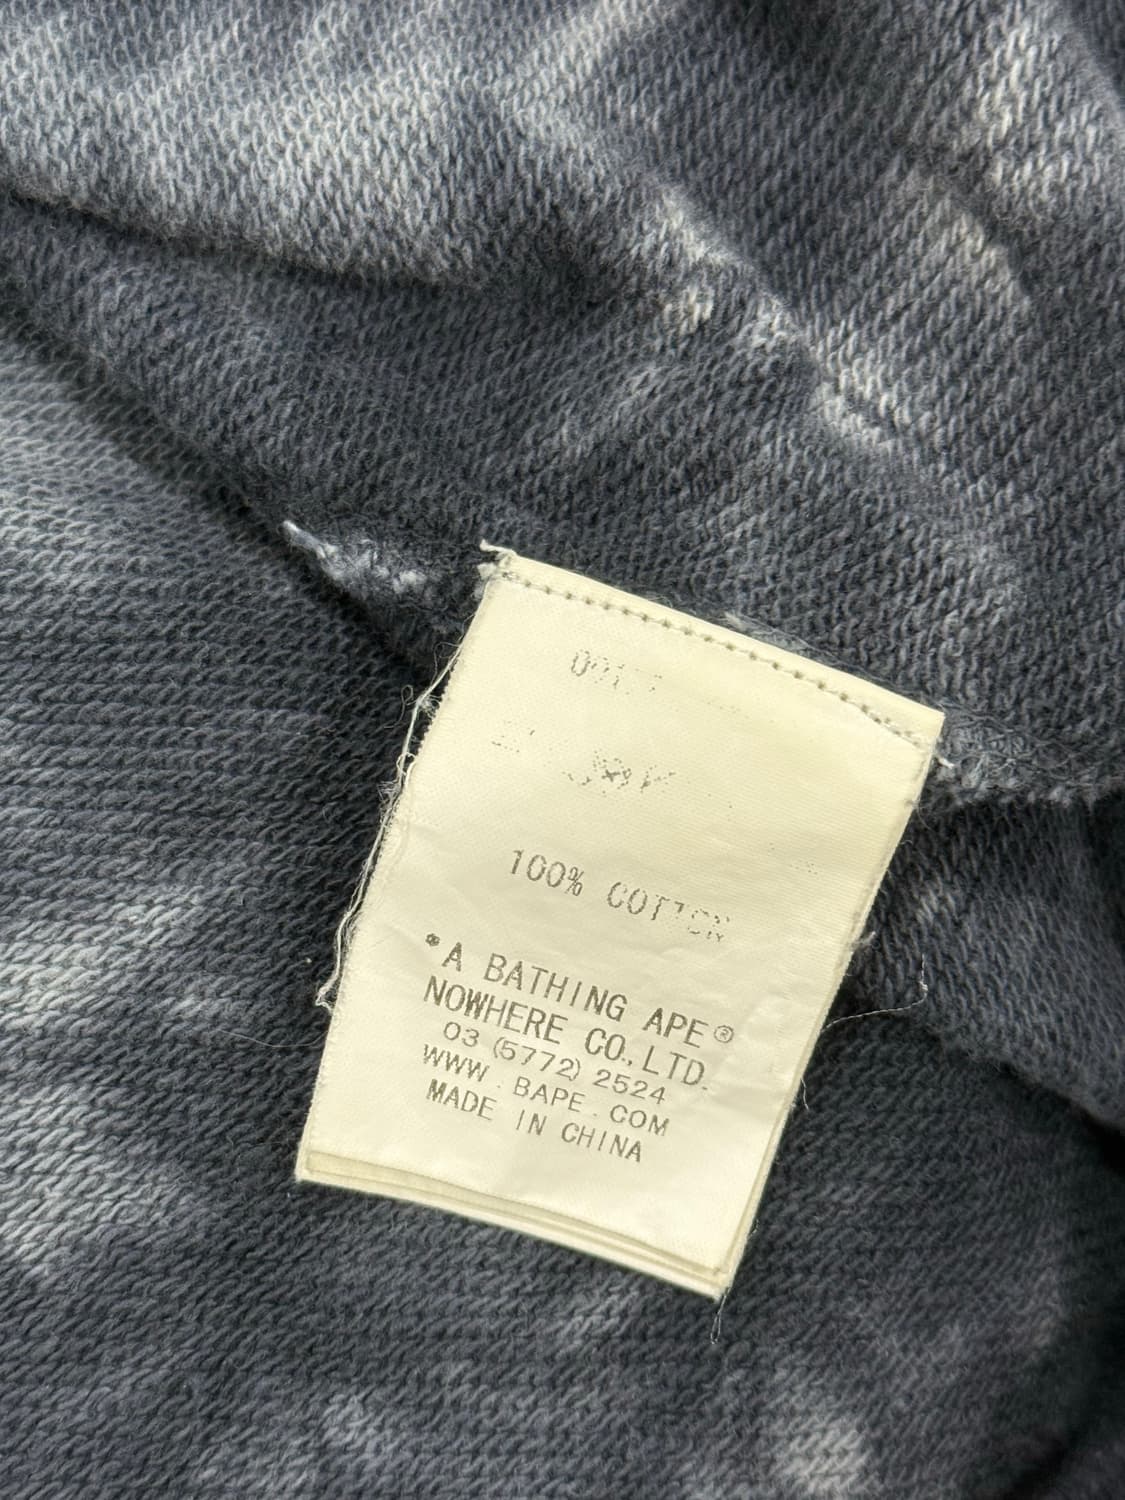 100% COTTON
*A BATHING APE®
NOWHERE CO., LTD.
03 (5772) 2524
WWW. BAPE. COM
MADE IN CHINA